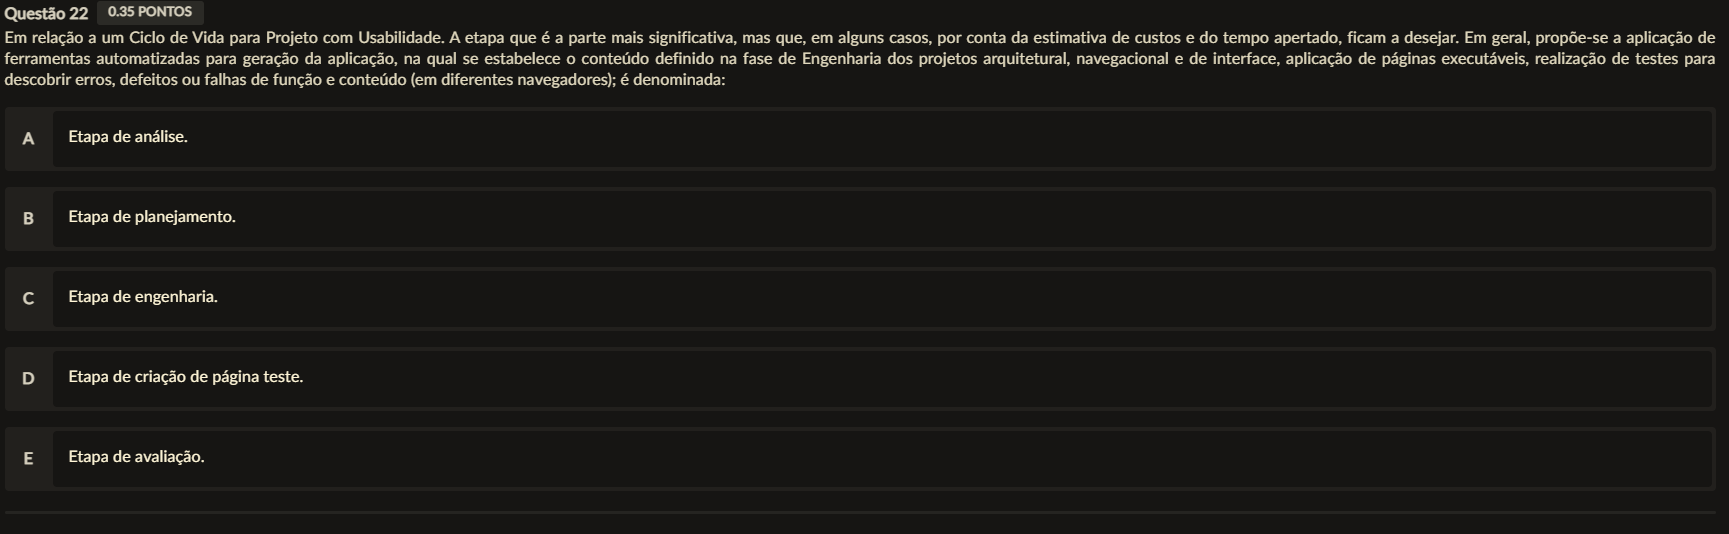 Questão 22 0.35 PONTOS
Em relação a um Ciclo de Vida para Projeto com Usabilidade. A etapa que é a parte mais significativa, mas que, em alguns casos, por conta da estimativa de custos e do tempo apertado, ficam a desejar. Em geral, propõe-se a aplicação de
ferramentas automatizadas para geração da aplicação, na qual se estabelece o conteúdo definido na fase de Engenharia dos projetos arquitetural, navegacional e de interface, aplicação de páginas executáveis, realização de testes para
descobrir erros, defeitos ou falhas de função e conteúdo (em diferentes navegadores); é denominada:
A Etapa de análise.
B Etapa de planejamento.
C Etapa de engenharia.
D Etapa de criação de página teste.
E Etapa de avaliação.